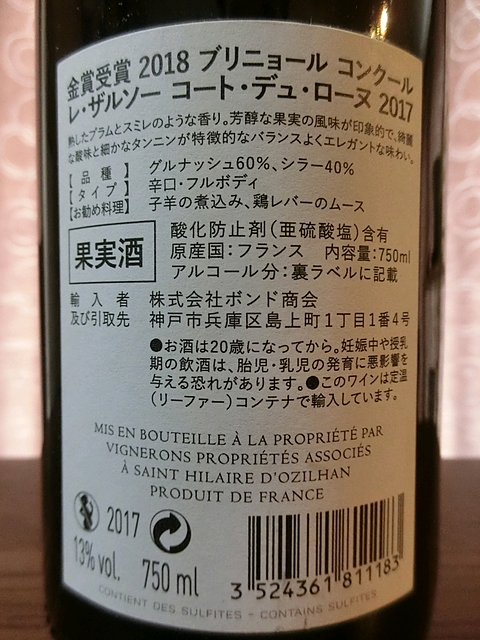 金賞受賞 2018 ブリニョール コンクール
レ・ザルソー コート・デュ・ローヌ 2017
熟したプラムとスミレのような香り。芳醇な果実の風味が印象的で、綺麗
な酸味と細かなタンニンが特徴的なバランスよくエレガントな味わい。
【品種】 グルナッシュ60%、シラー40%
【タイプ】 辛口・フルボディ
【お勧め料理】 子羊の煮込み、鶏レバーのムース
果実酒
酸化防止剤(亜硫酸塩)含有
原産国:フランス 内容量:750ml
アルコール分:裏ラベルに記載
輸入者 株式会社ボンド商会
及び引取先 神戸市兵庫区島上町1丁目1番4号
●お酒は20歳になってから。妊娠中や授乳
期の飲酒は、胎児・乳児の発育に悪影響を
与える恐れがあります。●このワインは定温
(リーファー)コンテナで輸入しています。
MIS EN BOUTEILLE À LA PROPRIÉTÉ PAR
VIGNERONS PROPRIÉTÉS ASSOCIÉS
À SAINT HILAIRE D'OZILHAN
PRODUIT DE FRANCE
2017
13% vol. 750 ml
3 524361 811183
CONTIENT DES SULFITES - CONTAINS SULFITES